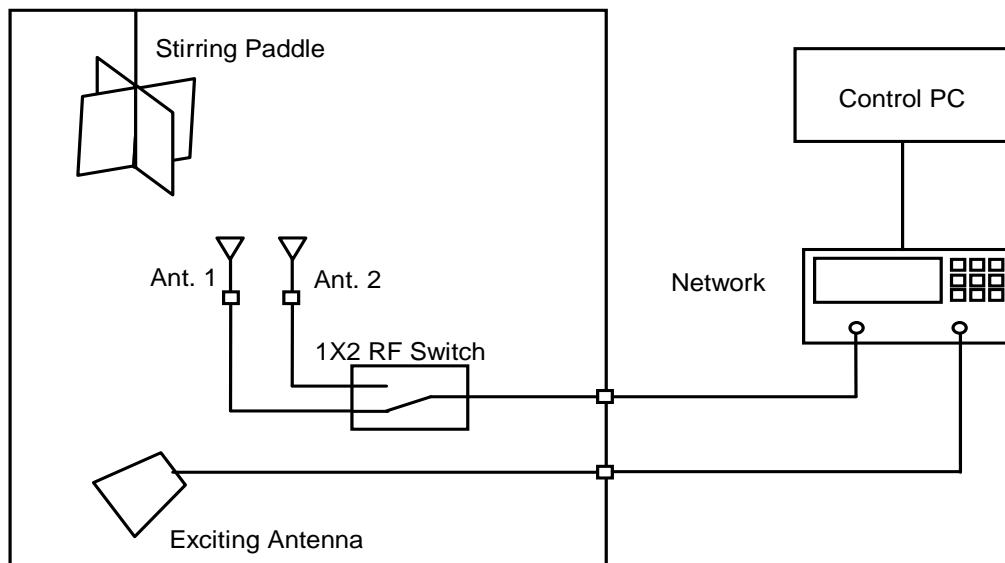 Stirring Paddle
Control PC
Ant. 1
Ant. 2
Network
1X2 RF Switch
Exciting Antenna